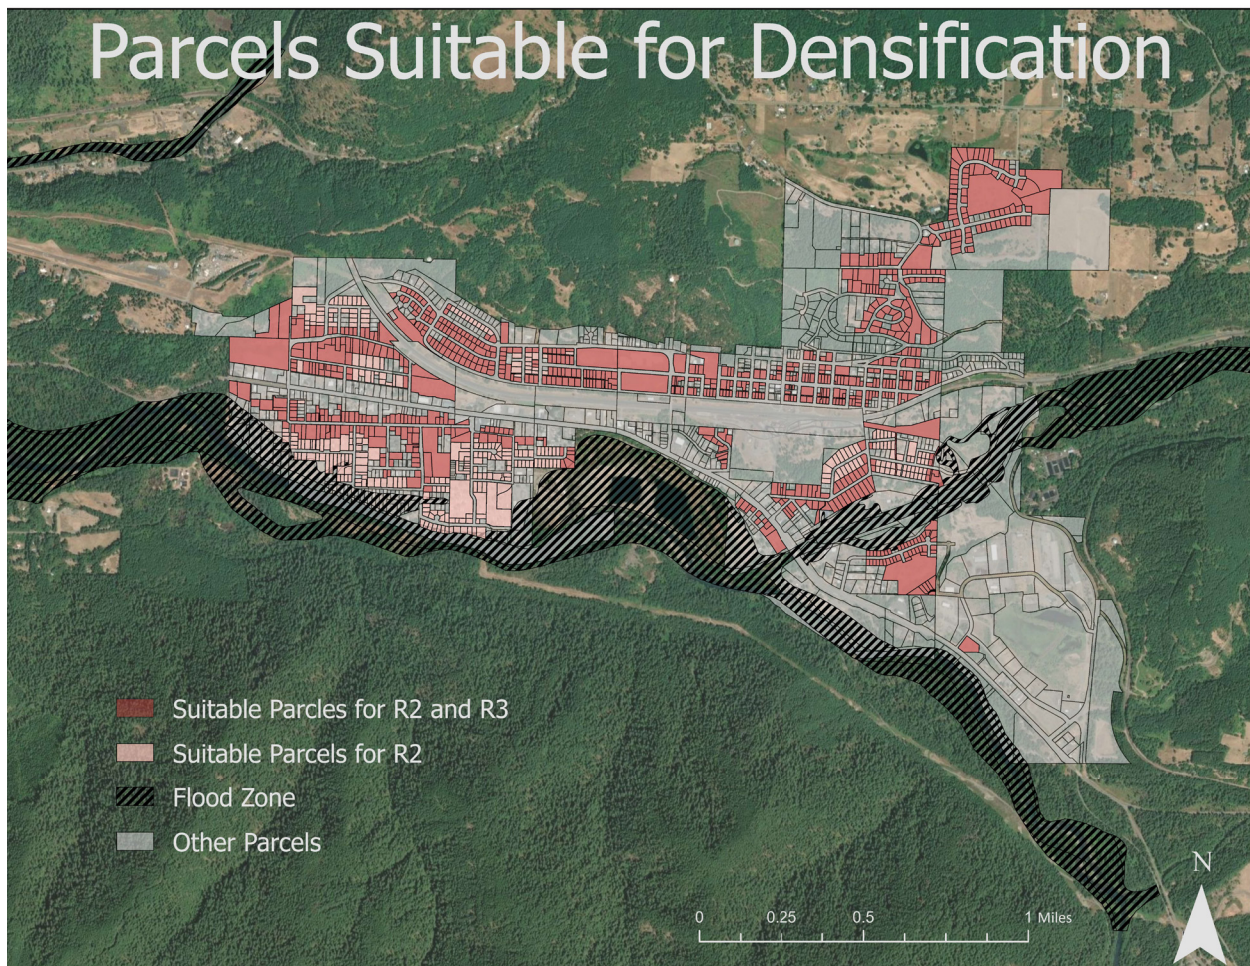 Parcels Suitable for Densification
Suitable Parcles for R2 and R3
Suitable Parcels for R2
Flood Zone
Other Parcels
N
0 0.25 0.5 1 Miles